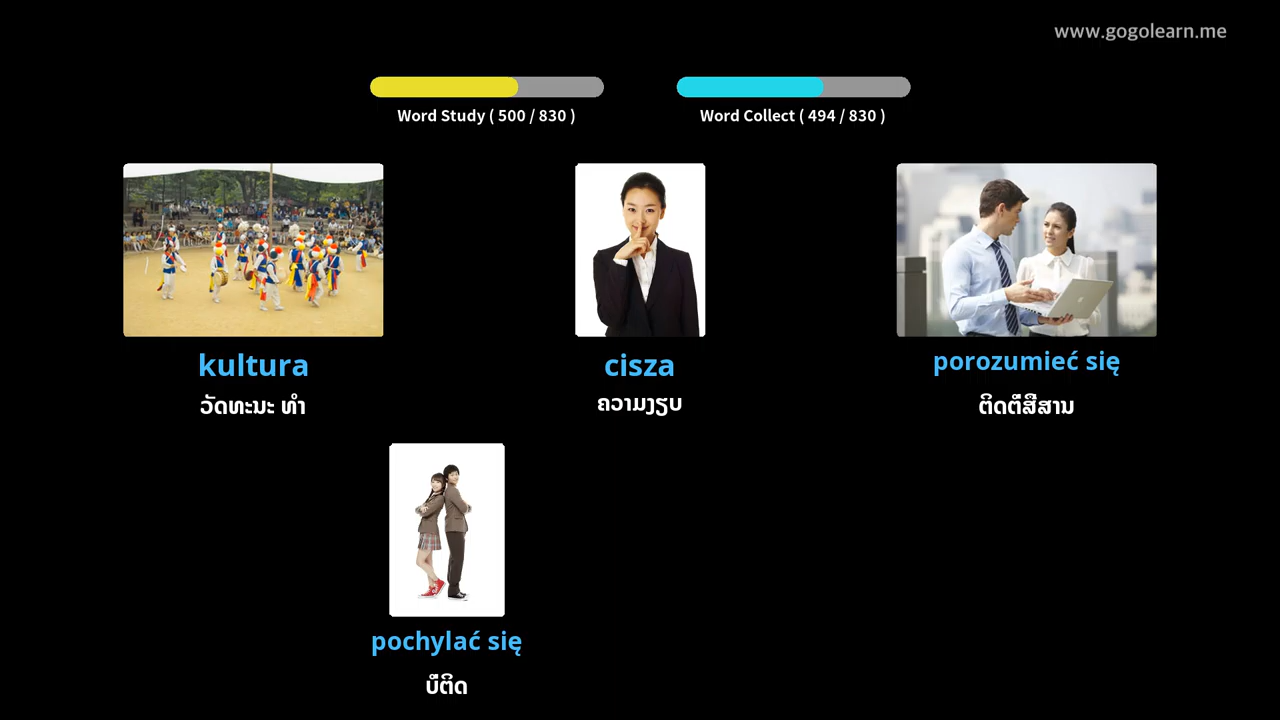 www.gogolearn.me
Word Study ( 500 / 830 )
Word Collect ( 494 / 830 )
kultura
ວັດທະນະ ທຳ
cisza
ຄວາມງຽບ
porozumieć się
ຕິດຕໍ່ສື່ສານ
pochylać się
ບໍ່ຕິດ